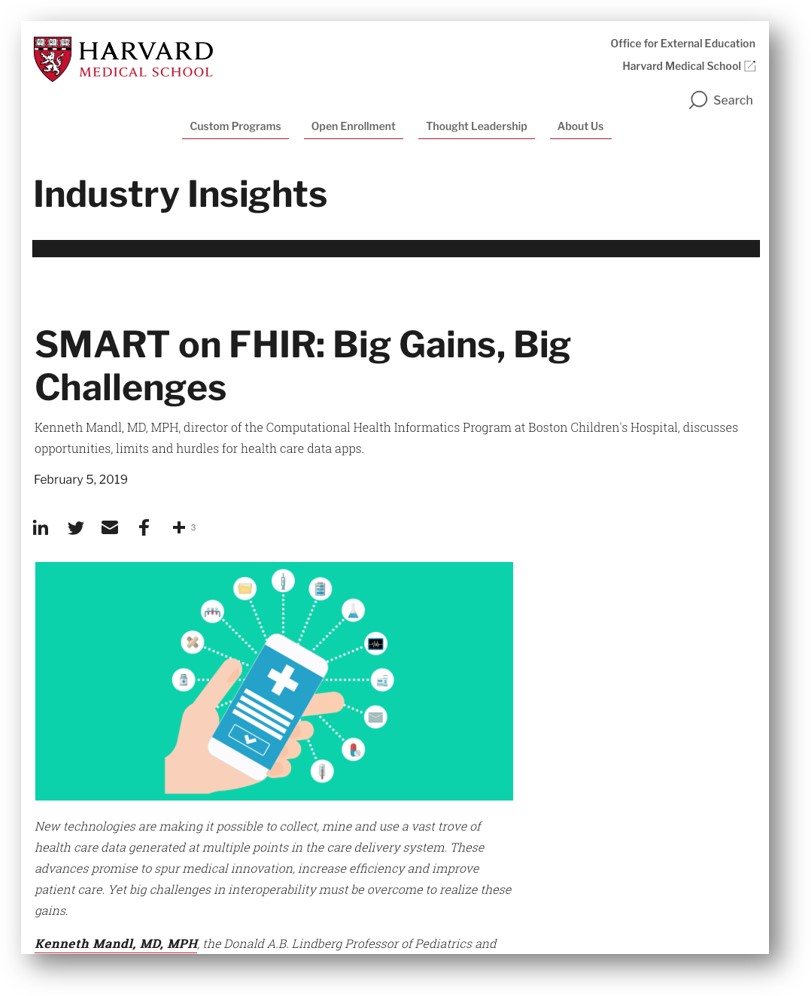 HARVARD
MEDICAL SCHOOL
Office for External Education
Harvard Medical School
Search
Custom Programs Open Enrollment Thought Leadership About Us
Industry Insights
SMART on FHIR: Big Gains, Big
Challenges
Kenneth Mandl, MD, MPH, director of the Computational Health Informatics Program at Boston Children's Hospital, discusses
opportunities, limits and hurdles for health care data apps.
February 5, 2019
3
New technologies are making it possible to collect, mine and use a vast trove of
health care data generated at multiple points in the care delivery system. These
advances promise to spur medical innovation, increase efficiency and improve
patient care. Yet big challenges in interoperability must be overcome to realize these
gains.
Kenneth Mandl, MD, MPH, the Donald A.B. Lindberg Professor of Pediatrics and